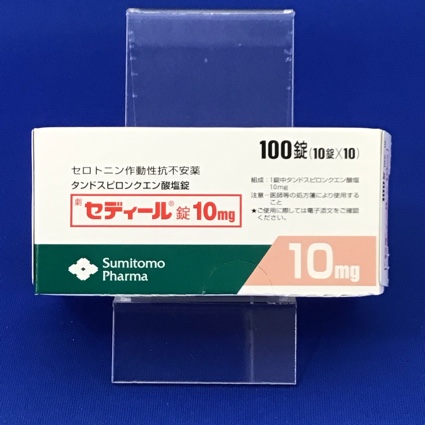 100錠(10錠×10)
セロトニン作動性抗不安薬
タンドスピロンクエン酸塩錠
劇 セディール®錠10mg
組成:1錠中タンドスピロンクエン酸塩
10mg
注意-医師等の処方箋により使用する
こと
★ご使用に際しては電子添文をご確認
ください。
Sumitomo
Pharma
10mg